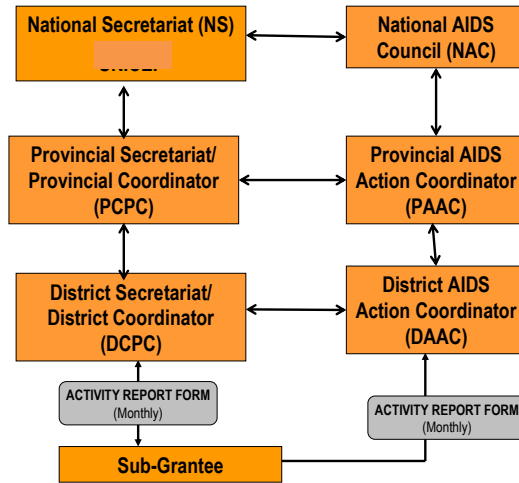 National Secretariat (NS)
National AIDS
Council (NAC)
Provincial Secretariat/
Provincial Coordinator
(PCPC)
Provincial AIDS
Action Coordinator
(PAAC)
District Secretariat/
District Coordinator
(DCPC)
District AIDS
Action Coordinator
(DAAC)
ACTIVITY REPORT FORM
(Monthly)
ACTIVITY REPORT FORM
(Monthly)
Sub-Grantee